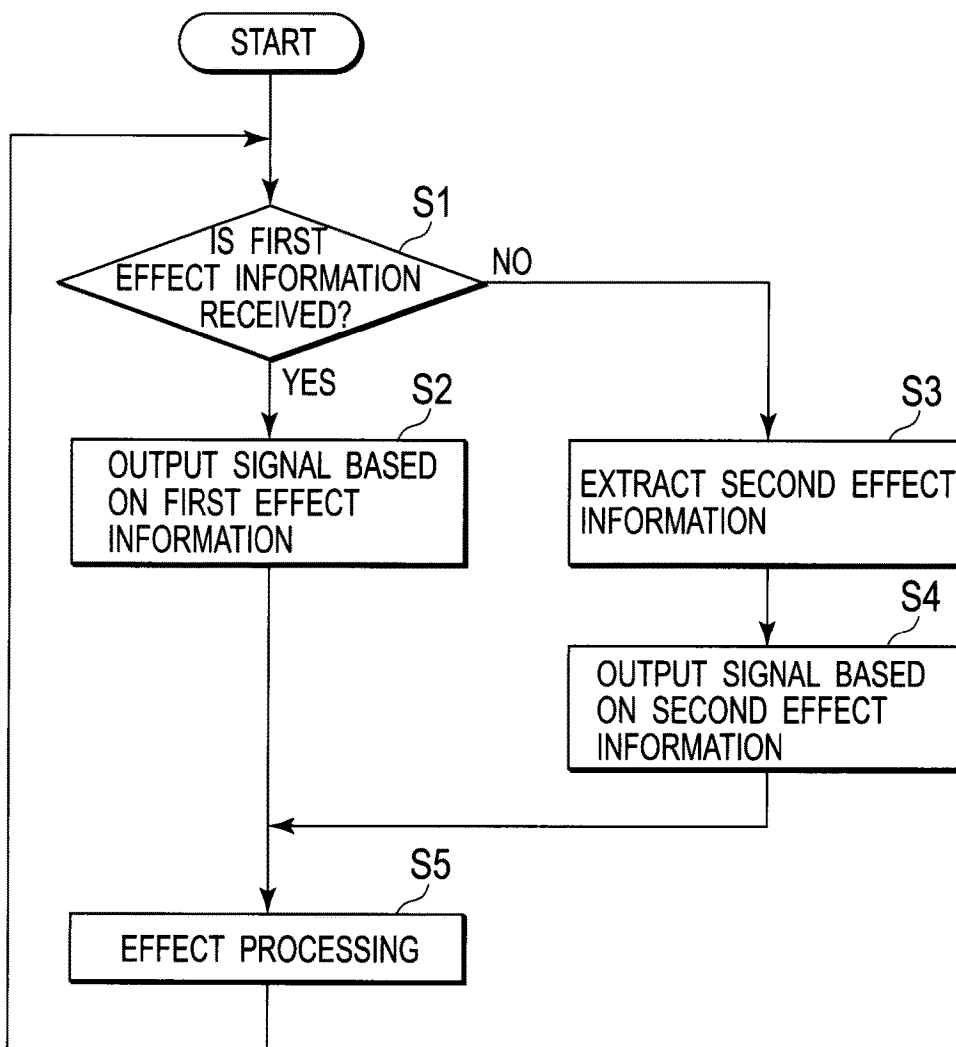 START
S1
IS FIRST
EFFECT INFORMATION
RECEIVED?
NO
YES
S2
OUTPUT SIGNAL BASED
ON FIRST EFFECT
INFORMATION
S3
EXTRACT SECOND EFFECT
INFORMATION
S4
OUTPUT SIGNAL BASED
ON SECOND EFFECT
INFORMATION
S5
EFFECT PROCESSING